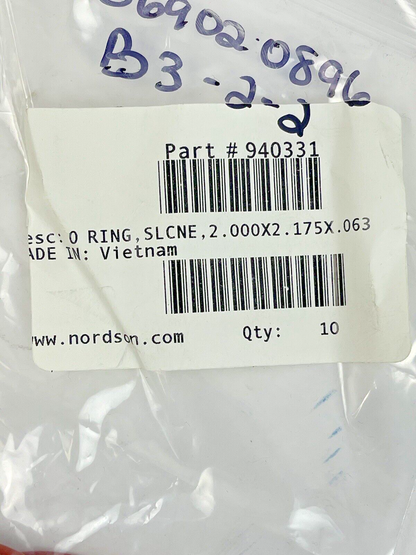 06902-0896
B3-2-2
Part # 940331
esc: O RING,SLCNE,2.000X2.175X.063
ADE IN: Vietnam
www.nordson.com Qty: 10